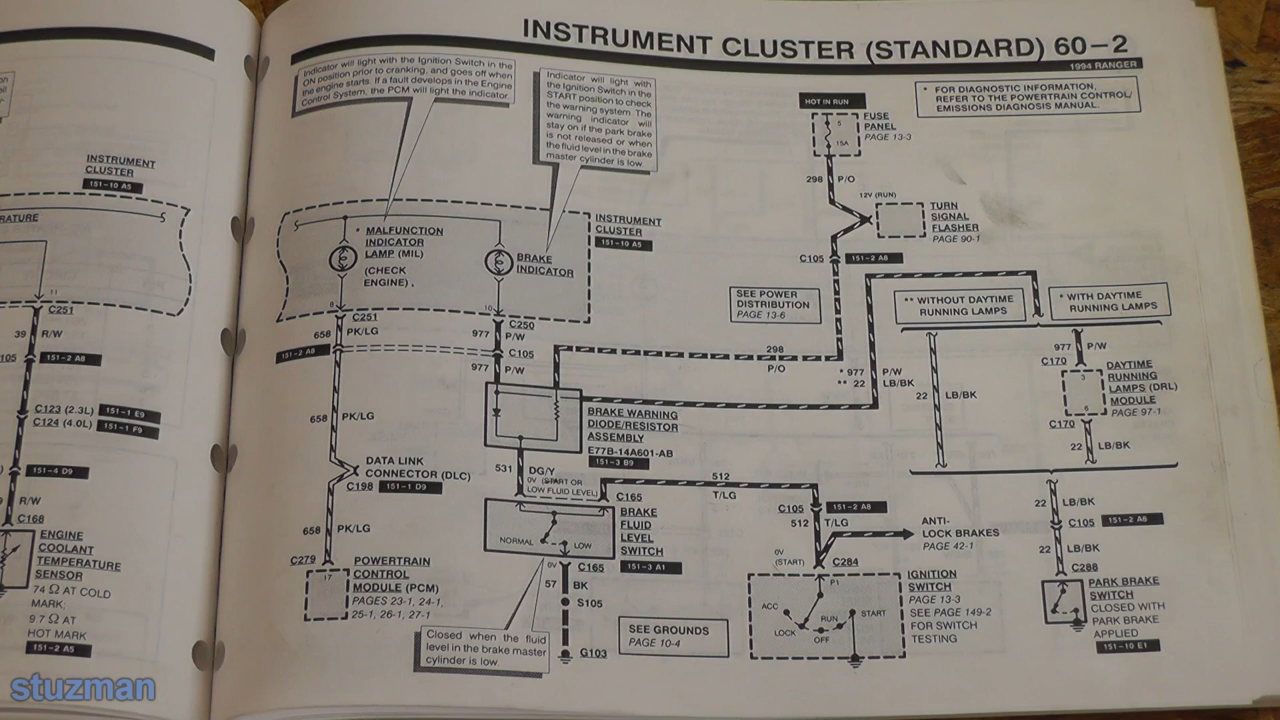 INSTRUMENT CLUSTER (STANDARD) 60-2
1994 RANGER
Indicator will light with the Ignition Switch in the
ON position prior to cranking, and goes off when
the engine starts. If a fault develops in the Engine
Control System, the PCM will light the indicator.
Indicator will light with
the Ignition Switch in the
START position to check
the warning system. The
warning indicator will
stay on if the park brake
is not released or when
the fluid level in the brake
master cylinder is low.
HOT IN RUN
5
15A
FUSE
PANEL
PAGE 13-3
* FOR DIAGNOSTIC INFORMATION,
REFER TO THE POWERTRAIN CONTROL/
EMISSIONS DIAGNOSIS MANUAL.
298 P/O
12V (RUN)
TURN
SIGNAL
FLASHER
PAGE 90-1
C105 151-2 A8
INSTRUMENT
CLUSTER
151-10 A5
RATURE
11
C251
39 R/W
105 151-2 A8
C123 (2.3L) 151-1 E9
C124 (4.0L) 151-1 F9
151-4 D9
R/W
C168
ENGINE
COOLANT
TEMPERATURE
SENSOR
74 Ω AT COLD
MARK;
9.7 Ω AT
HOT MARK
151-2 A5
* MALFUNCTION
INDICATOR
LAMP (MIL)
(CHECK
ENGINE)
BRAKE
INDICATOR
INSTRUMENT
CLUSTER
151-10 A5
8
C251
10
C250
658 PK/LG
977 P/W
151-2 A8
C105
977 P/W
SEE POWER
DISTRIBUTION
PAGE 13-6
298
P/O
* 977 P/W
** 22 LB/BK
** WITHOUT DAYTIME
RUNNING LAMPS
* WITH DAYTIME
RUNNING LAMPS
977 P/W
C170
3
6
DAYTIME
RUNNING
LAMPS (DRL)
MODULE
PAGE 97-1
22 LB/BK
C170
22 LB/BK
658 PK/LG
BRAKE WARNING
DIODE/RESISTOR
ASSEMBLY
E77B-14A601-AB
151-3 B9
DATA LINK
CONNECTOR (DLC)
C198 151-1 D9
531 DG/Y
0V (START OR
LOW FLUID LEVEL)
C165
512
T/LG
BRAKE
FLUID
LEVEL
SWITCH
151-3 A1
NORMAL
LOW
0V
C165
57 BK
S105
G103
658 PK/LG
C279
17
POWERTRAIN
CONTROL
MODULE (PCM)
PAGES 23-1, 24-1,
25-1, 26-1, 27-1
Closed when the fluid
level in the brake master
cylinder is low.
SEE GROUNDS
PAGE 10-4
C105 151-2 A8
512 T/LG
ANTI-
LOCK BRAKES
PAGE 42-1
0V
(START)
C284
P1
ACC
LOCK
OFF
RUN
START
IGNITION
SWITCH
PAGE 13-3
SEE PAGE 149-2
FOR SWITCH
TESTING
22 LB/BK
C105 151-2 A8
22 LB/BK
C288
PARK BRAKE
SWITCH
CLOSED WITH
PARK BRAKE
APPLIED
151-10 E1
stuzman